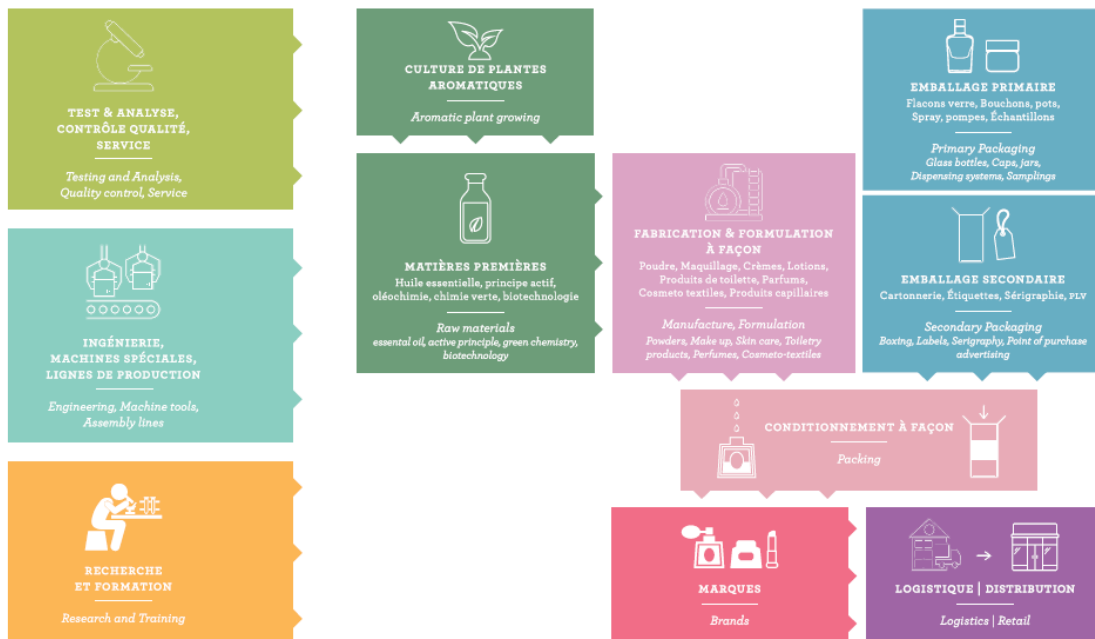 TEST & ANALYSE,
CONTRÔLE QUALITÉ,
SERVICE
Testing and Analysis,
Quality control, Service
INGÉNIERIE,
MACHINES SPÉCIALES,
LIGNES DE PRODUCTION
Engineering, Machine tools,
Assembly lines
RECHERCHE
ET FORMATION
Research and Training
CULTURE DE PLANTES
AROMATIQUES
Aromatic plant growing
MATIÈRES PREMIÈRES
Huile essentielle, principe actif,
oléochimie, chimie verte, biotechnologie
Raw materials
essental oil, active principle, green chemistry,
biotechnology
FABRICATION & FORMULATION
À FAÇON
Poudre, Maquillage, Crèmes, Lotions,
Produits de toilette, Parfums,
Cosmeto textiles, Produits capillaires
Manufacture, Formulation
Powders, Make up, Skin care, Toiletry
products, Perfumes, Cosmeto-textiles
EMBALLAGE PRIMAIRE
Flacons verre, Bouchons, pots,
Spray, pompes, Échantillons
Primary Packaging
Glass bottles, Caps, jars,
Dispensing systems, Samplings
EMBALLAGE SECONDAIRE
Cartonnerie, Étiquettes, Sérigraphie, PLV
Secondary Packaging
Boxing, Labels, Serigraphy, Point of purchase
advertising
CONDITIONNEMENT À FAÇON
Packing
MARQUES
Brands
LOGISTIQUE | DISTRIBUTION
Logistics | Retail